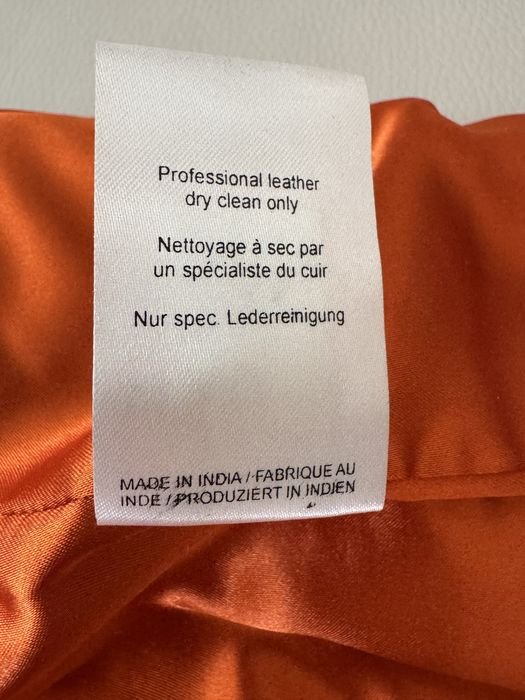 Professional leather
dry clean only
Nettoyage à sec par
un spécialiste du cuir
Nur spec. Lederreinigung
MADE IN INDIA / FABRIQUE AU
INDE / PRODUZIERT IN INDIEN